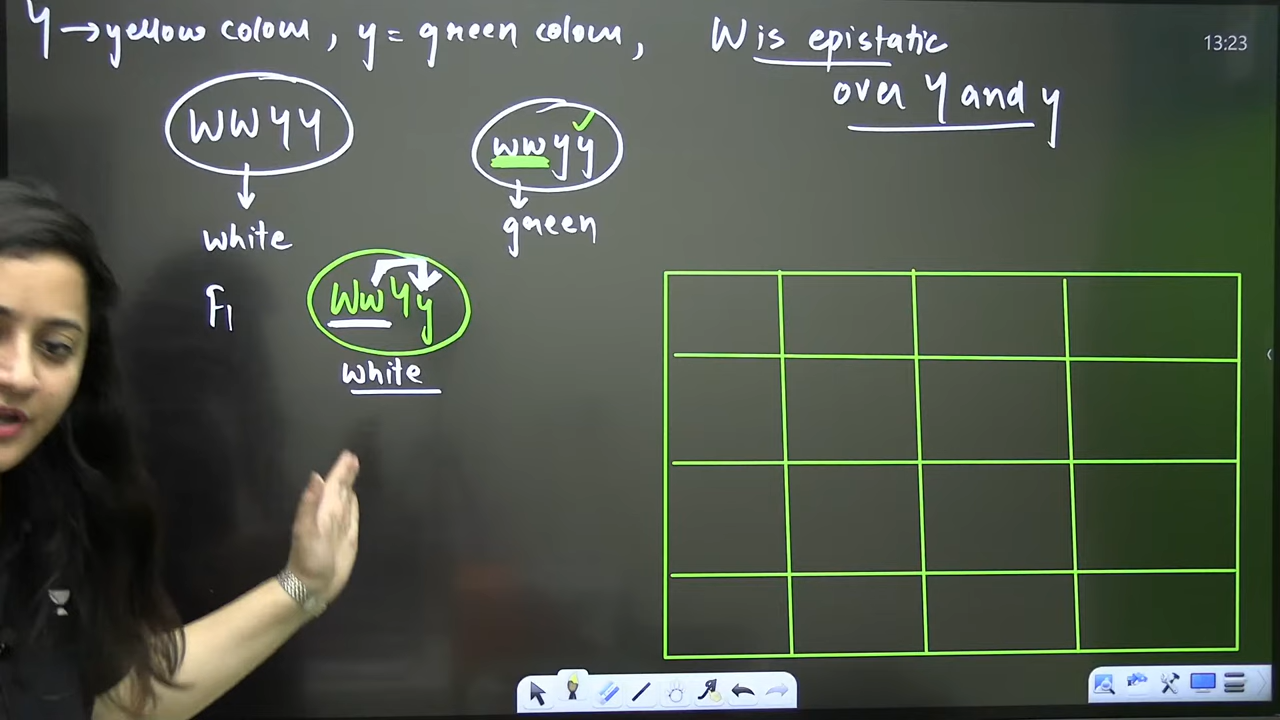 Y → yellow colour, y = green colour, W is epistatic
over Y and y
13:23
WWYY
wwyy
white
green
F1
WwYy
white